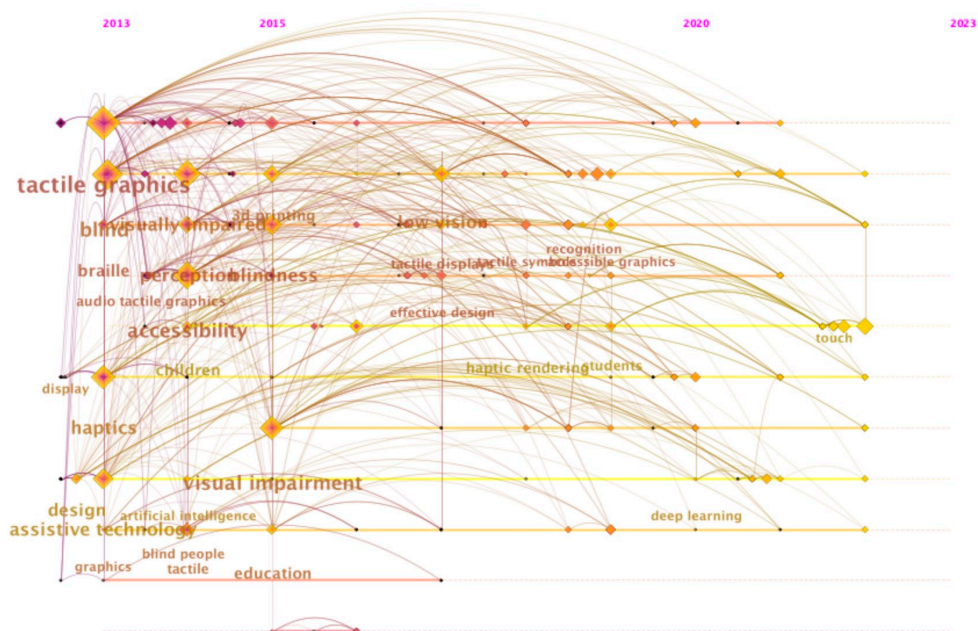 2013 2015 2020 2023
tactile graphics
3d printing
blind visually impaired low vision
recognition
braille perception blindness tactile displays tactile symbols accessible graphics
audio tactile graphics
effective design
accessibility
touch
children haptic rendering students
display
haptics
visual impairment
design
artificial intelligence deep learning
assistive technology
blind people
graphics tactile
education